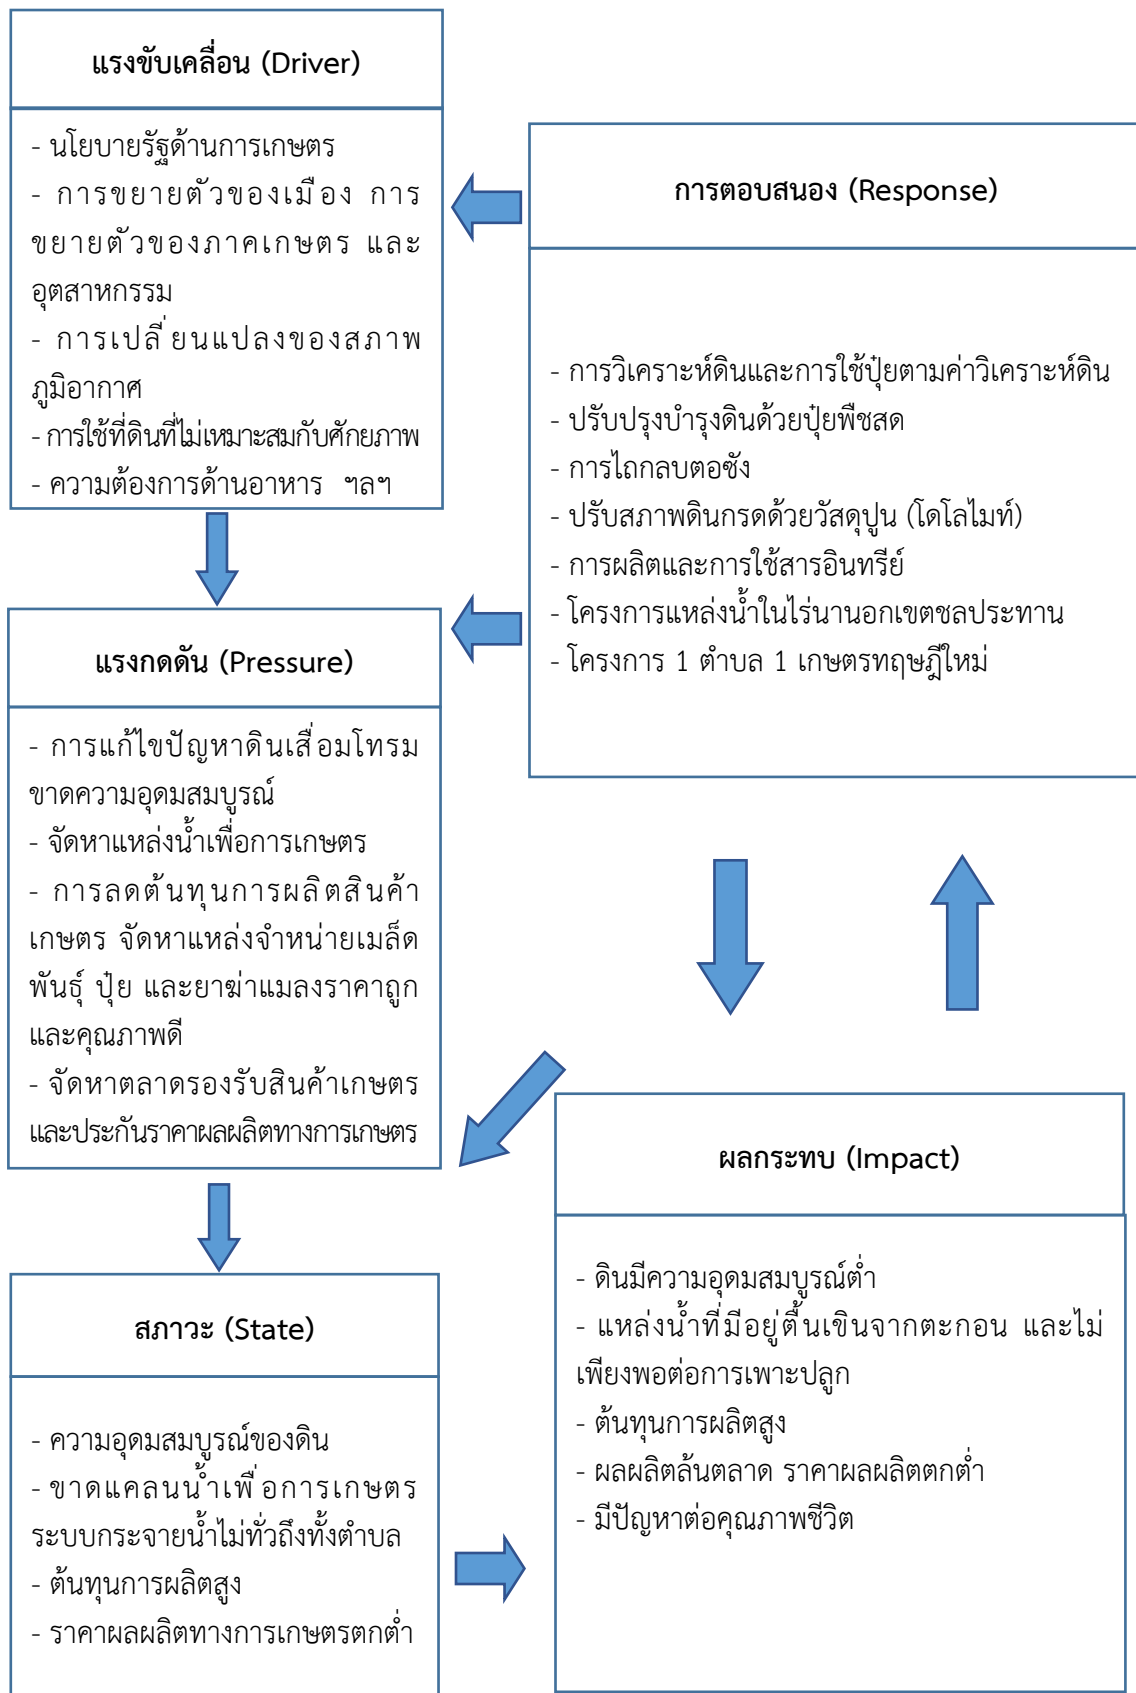 แรงขับเคลื่อน (Driver)
- นโยบายรัฐด้านการเกษตร
- การขยายตัวของเมือง การ
ขยายตัวของภาคเกษตร และ
อุตสาหกรรม
- การเปลี่ยนแปลงของสภาพ
ภูมิอากาศ
- การใช้ที่ดินที่ไม่เหมาะสมกับศักยภาพ
- ความต้องการด้านอาหาร ฯลฯ
การตอบสนอง (Response)
- การวิเคราะห์ดินและการใช้ปุ๋ยตามค่าวิเคราะห์ดิน
- ปรับปรุงบำรุงดินด้วยปุ๋ยพืชสด
- การไถกลบตอซัง
- ปรับสภาพดินกรดด้วยวัสดุปูน (โดโลไมท์)
- การผลิตและการใช้สารอินทรีย์
- โครงการแหล่งน้ำในไร่นานอกเขตชลประทาน
- โครงการ 1 ตำบล 1 เกษตรทฤษฎีใหม่
แรงกดดัน (Pressure)
- การแก้ไขปัญหาดินเสื่อมโทรม
ขาดความอุดมสมบูรณ์
- จัดหาแหล่งน้ำเพื่อการเกษตร
- การลดต้นทุนการผลิตสินค้า
เกษตร จัดหาแหล่งจำหน่ายเมล็ด
พันธุ์ ปุ๋ย และยาฆ่าแมลงราคาถูก
และคุณภาพดี
- จัดหาตลาดรองรับสินค้าเกษตร
และประกันราคาผลผลิตทางการเกษตร
ผลกระทบ (Impact)
- ดินมีความอุดมสมบูรณ์ต่ำ
- แหล่งน้ำที่มีอยู่ตื้นเขินจากตะกอน และไม่
เพียงพอต่อการเพาะปลูก
- ต้นทุนการผลิตสูง
- ผลผลิตล้นตลาด ราคาผลผลิตตกต่ำ
- มีปัญหาต่อคุณภาพชีวิต
สภาวะ (State)
- ความอุดมสมบูรณ์ของดิน
- ขาดแคลนน้ำเพื่อการเกษตร
ระบบกระจายน้ำไม่ทั่วถึงทั้งตำบล
- ต้นทุนการผลิตสูง
- ราคาผลผลิตทางการเกษตรตกต่ำ